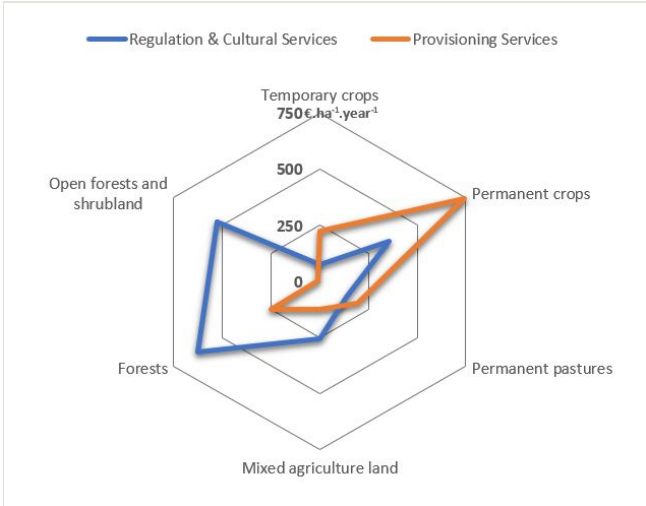 Regulation & Cultural Services Provisioning Services
Temporary crops
750 €.ha⁻¹.year⁻¹
Open forests and
shrubland
500
Permanent crops
250
0
Forests
Permanent pastures
Mixed agriculture land